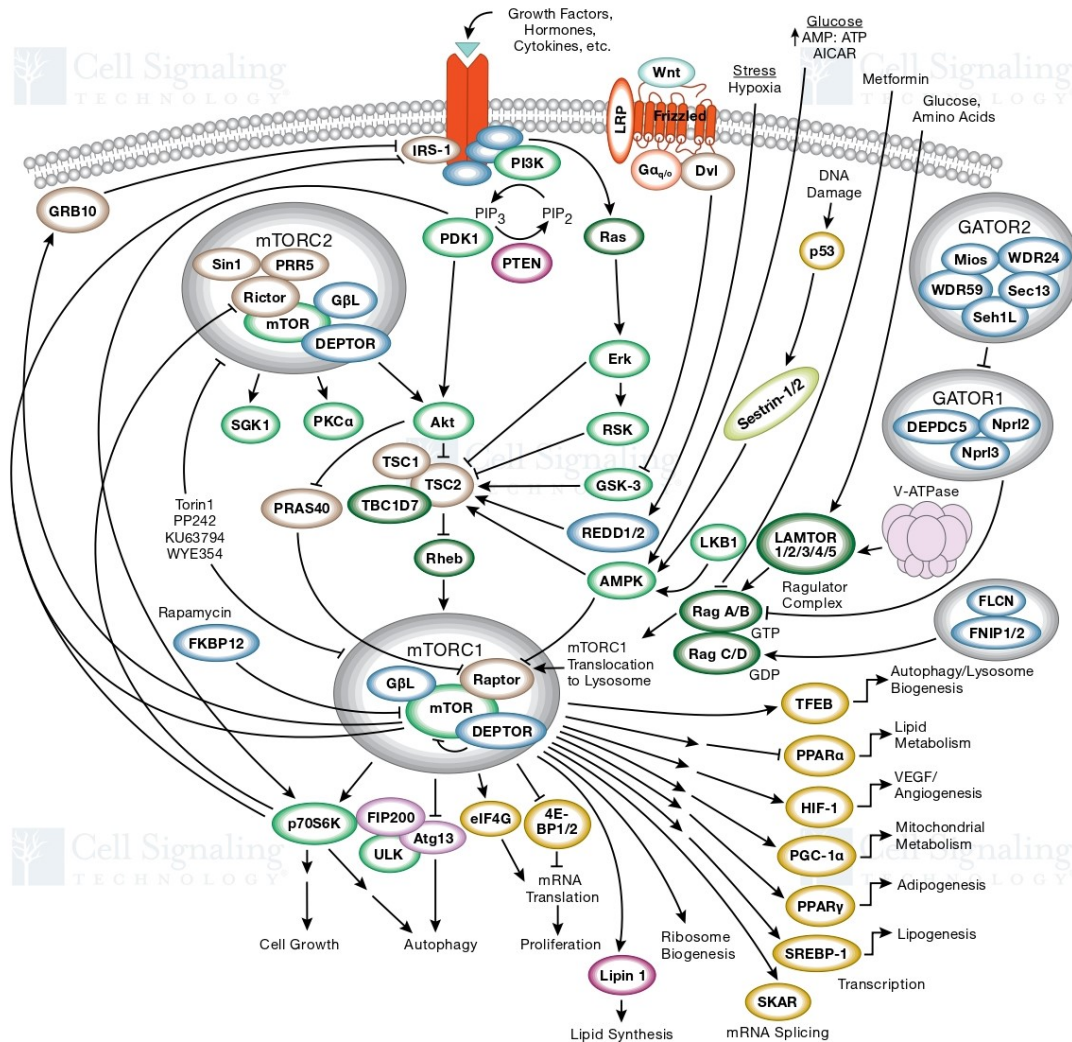 Growth Factors,
Hormones,
Cytokines, etc.
Glucose
AMP: ATP
AICAR
Cell Signaling
TECHNOLOGY®
Cell Signaling
TECHNOLOGY®
Wnt
Stress
Hypoxia
Metformin
Glucose,
Amino Acids
LRP
Frizzled
IRS-1
PI3K
Gαq/o
Dvl
DNA
Damage
GRB10
PIP3
PIP2
PDK1
PTEN
Ras
p53
GATOR2
Mios
WDR24
WDR59
Sec13
Seh1L
mTORC2
Sin1
PRR5
Rictor
GβL
mTOR
DEPTOR
Erk
Sestrin-1/2
GATOR1
DEPDC5
Nprl2
Nprl3
SGK1
PKCα
Akt
RSK
Cell Signaling
TECHNOLOGY®
TSC1
TSC2
TBC1D7
GSK-3
PRAS40
V-ATPase
Torin1
PP242
KU63794
WYE354
REDD1/2
LKB1
LAMTOR
1/2/3/4/5
Rheb
AMPK
Ragulator
Complex
Rag A/B
GTP
Rag C/D
GDP
FLCN
FNIP1/2
Rapamycin
FKBP12
mTORC1
mTORC1
Translocation
to Lysosome
GβL
Raptor
mTOR
DEPTOR
TFEB
Autophagy/Lysosome
Biogenesis
PPARα
Lipid
Metabolism
HIF-1
VEGF/
Angiogenesis
p70S6K
FIP200
Atg13
ULK
eIF4G
4E-
BP1/2
PGC-1α
Mitochondrial
Metabolism
Cell Signaling
TECHNOLOGY®
Cell Signaling
TECHNOLOGY®
mRNA
Translation
PPARγ
Adipogenesis
Cell Growth
Autophagy
Proliferation
Ribosome
Biogenesis
SREBP-1
Lipogenesis
Lipin 1
Transcription
SKAR
Lipid Synthesis
mRNA Splicing